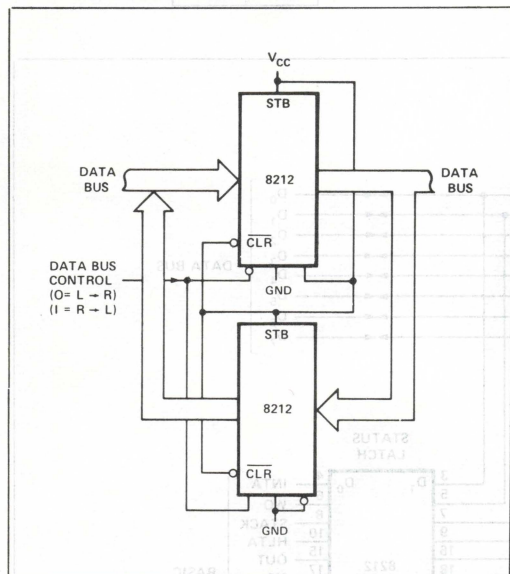 VCC
STB
DATA
BUS
8212
DATA
BUS
CLR
DATA BUS
CONTROL
(O= L → R)
(I = R → L)
GND
STB
8212
CLR
GND